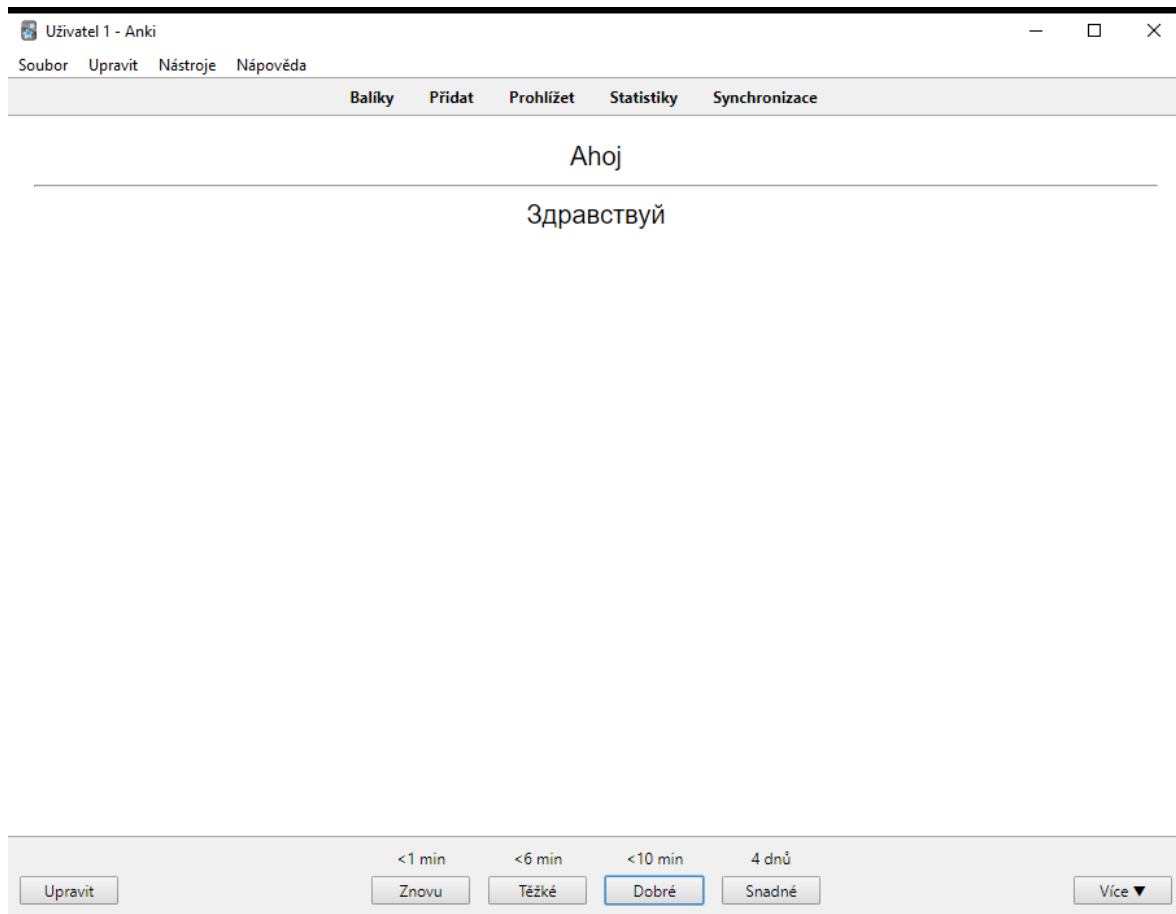 Uživatel 1 - Anki
Soubor Upravit Nástroje Nápověda
Balíky Přidat Prohlížet Statistiky Synchronizace
Ahoj
Здравствуй
<1 min <6 min <10 min 4 dnů
Upravit Znovu Těžké Dobré Snadné Více ▼